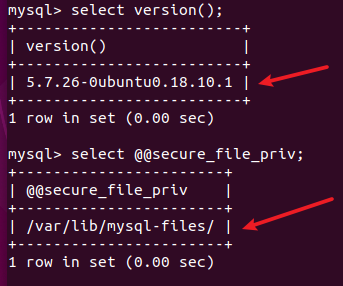 mysql> select version();
+-------------------------+
| version()               |
+-------------------------+
| 5.7.26-0ubuntu0.18.10.1 |
+-------------------------+
1 row in set (0.00 sec)
mysql> select @@secure_file_priv;
+-----------------------+
| @@secure_file_priv    |
+-----------------------+
| /var/lib/mysql-files/ |
+-----------------------+
1 row in set (0.00 sec)